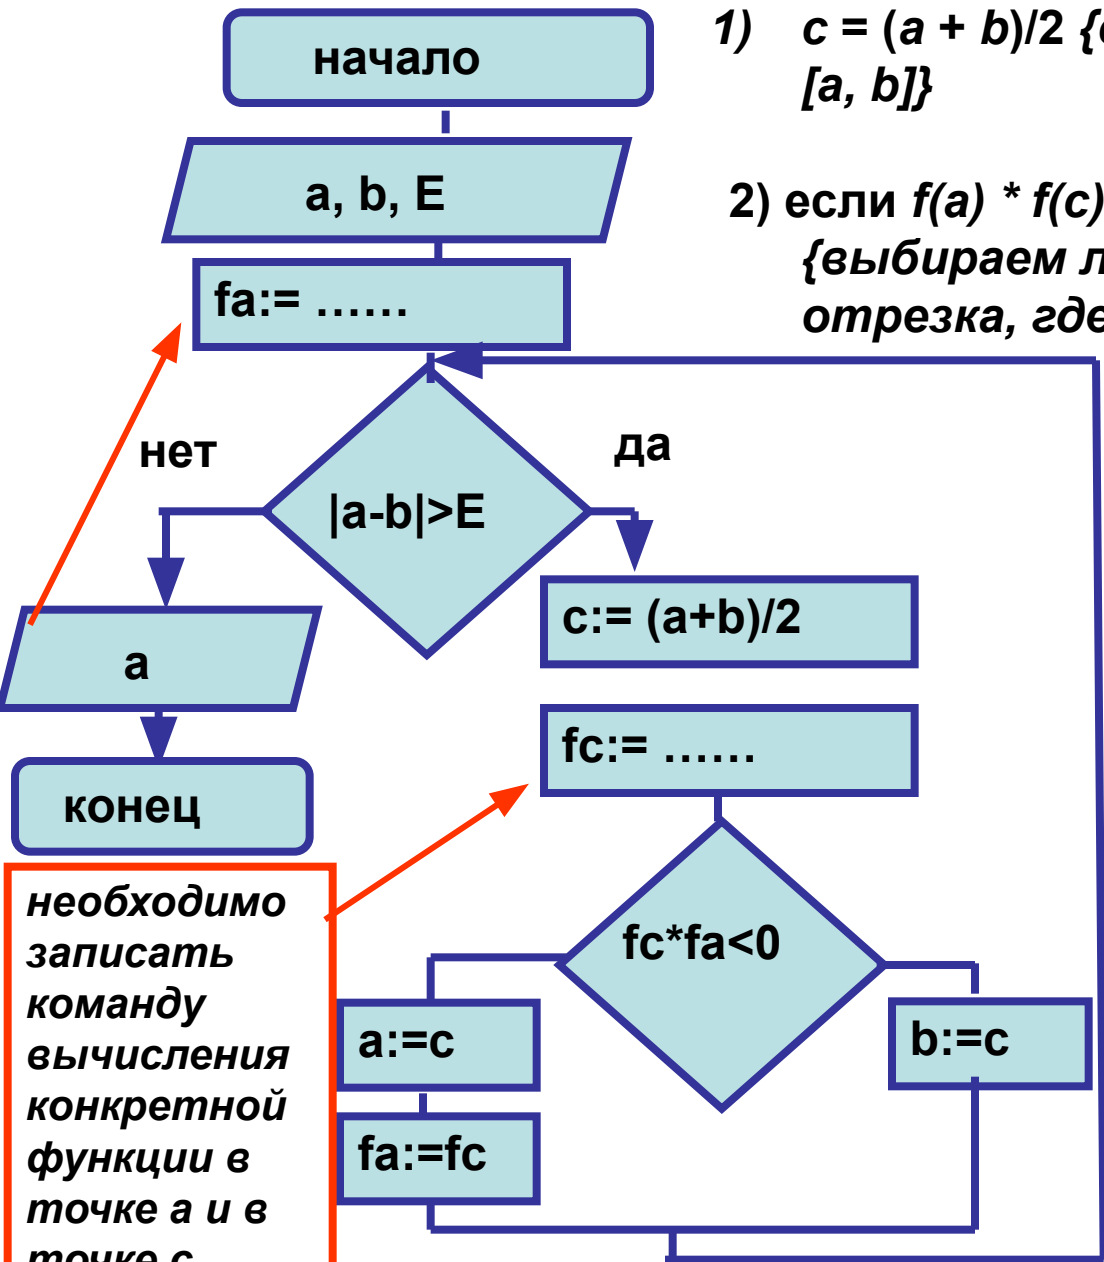 начало
1) c = (a + b)/2
[a, b]}
a, b, E
2) если f(a) * f(c)
{выбираем
отрезка, где
fa:= ......
нет
да
|a-b|>E
c:= (a+b)/2
a
fc:= ......
конец
необходимо
записать
команду
вычисления
конкретной
функции в
точке а и в
точке с
fc*fa<0
a:=c
b:=c
fa:=fc